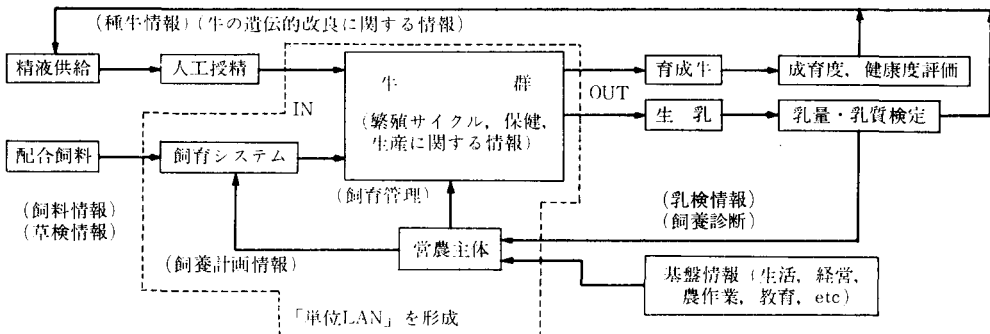 (種牛情報)(牛の遺伝的改良に関する情報)
精液供給
人工授精
牛 群
(繁殖サイクル，保健，
生産に関する情報)
育成牛
成育度，健康度評価
IN
OUT
生 乳
乳量・乳質検定
配合飼料
飼育システム
(飼育管理)
(飼料情報)
(草検情報)
(乳検情報)
(飼養診断)
営農主体
(飼養計画情報)
基盤情報(生活，経営，
農作業，教育，etc)
「単位LAN」を形成